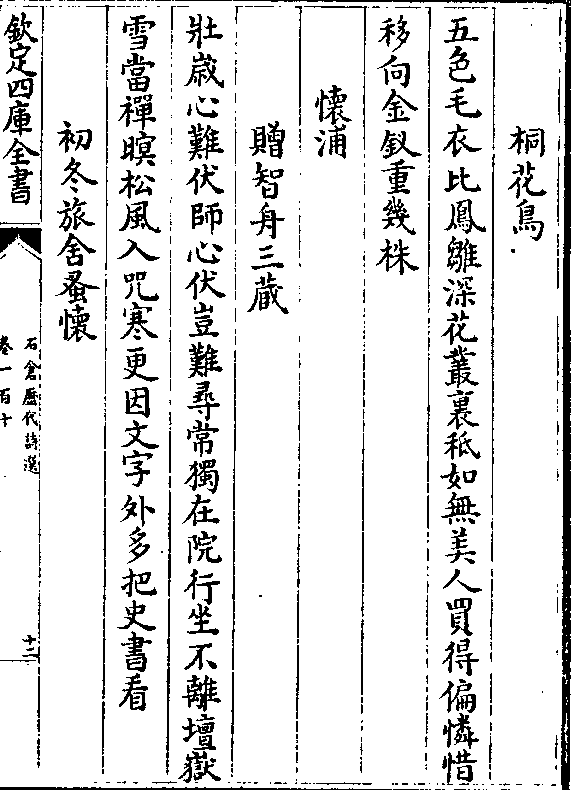 桐花鳥
五色毛衣比鳳雛深花叢裏秪如無美人買得偏憐惜
移向金釵重幾株
懷浦
贈智舟三藏
壯歲心難伏師心伏豈難尋常獨在院行坐不離壇嶽
雪當禪暝松風入咒寒更因文字外多把史書看
初冬旅舍蚤懷
欽定四庫全書
石倉歷代詩選
卷一百十
十二